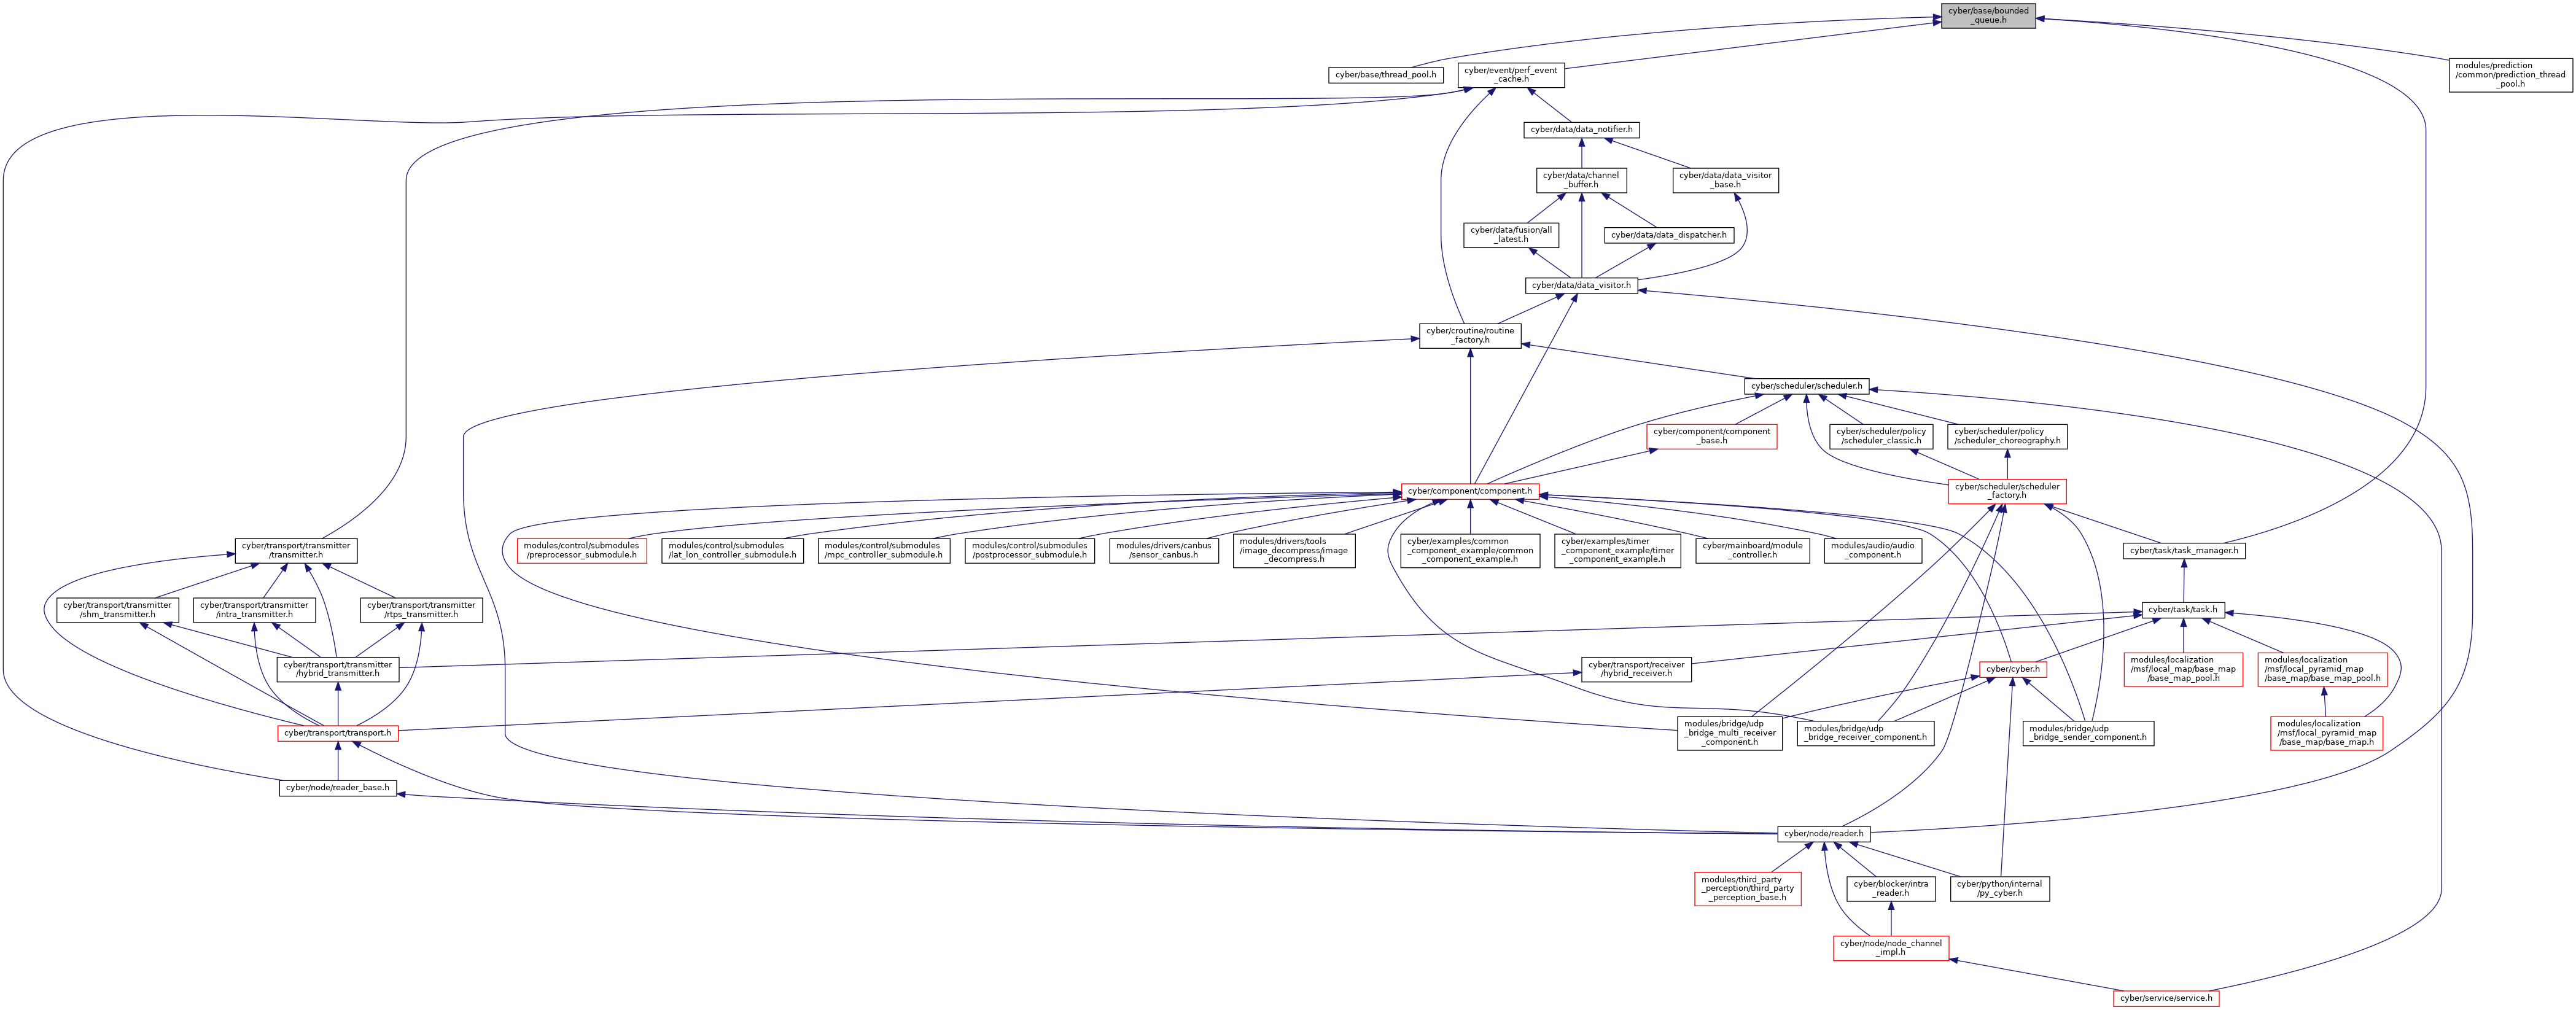 cyber/base/bounded
_queue.h
cyber/base/thread_pool.h
cyber/event/perf_event
_cache.h
modules/prediction
/common/prediction_thread
_pool.h
cyber/data/data_notifier.h
cyber/data/channel
_buffer.h
cyber/data/data_visitor
_base.h
cyber/data/fusion/all
_latest.h
cyber/data/data_dispatcher.h
cyber/data/data_visitor.h
cyber/croutine/routine
_factory.h
cyber/scheduler/scheduler.h
cyber/component/component
_base.h
cyber/scheduler/policy
/scheduler_classic.h
cyber/scheduler/policy
/scheduler_choreography.h
cyber/component/component.h
cyber/scheduler/scheduler
_factory.h
cyber/transport/transmitter
/transmitter.h
modules/control/submodules
/preprocessor_submodule.h
modules/control/submodules
/lat_lon_controller_submodule.h
modules/control/submodules
/mpc_controller_submodule.h
modules/control/submodules
/postprocessor_submodule.h
modules/drivers/canbus
/sensor_canbus.h
modules/drivers/tools
/image_decompress/image
_decompress.h
cyber/examples/common
_component_example/common
_component_example.h
cyber/examples/timer
_component_example/timer
_component_example.h
cyber/mainboard/module
_controller.h
modules/audio/audio
_component.h
cyber/task/task_manager.h
cyber/transport/transmitter
/shm_transmitter.h
cyber/transport/transmitter
/intra_transmitter.h
cyber/transport/transmitter
/rtps_transmitter.h
cyber/task/task.h
cyber/transport/transmitter
/hybrid_transmitter.h
cyber/transport/receiver
/hybrid_receiver.h
cyber/cyber.h
modules/localization
/msf/local_map/base_map
/base_map_pool.h
modules/localization
/msf/local_pyramid_map
/base_map/base_map_pool.h
cyber/transport/transport.h
modules/bridge/udp
_bridge_multi_receiver
_component.h
modules/bridge/udp
_bridge_receiver_component.h
modules/bridge/udp
_bridge_sender_component.h
modules/localization
/msf/local_pyramid_map
/base_map/base_map.h
cyber/node/reader_base.h
cyber/node/reader.h
modules/third_party
_perception/third_party
_perception_base.h
cyber/blocker/intra
_reader.h
cyber/python/internal
/py_cyber.h
cyber/node/node_channel
_impl.h
cyber/service/service.h